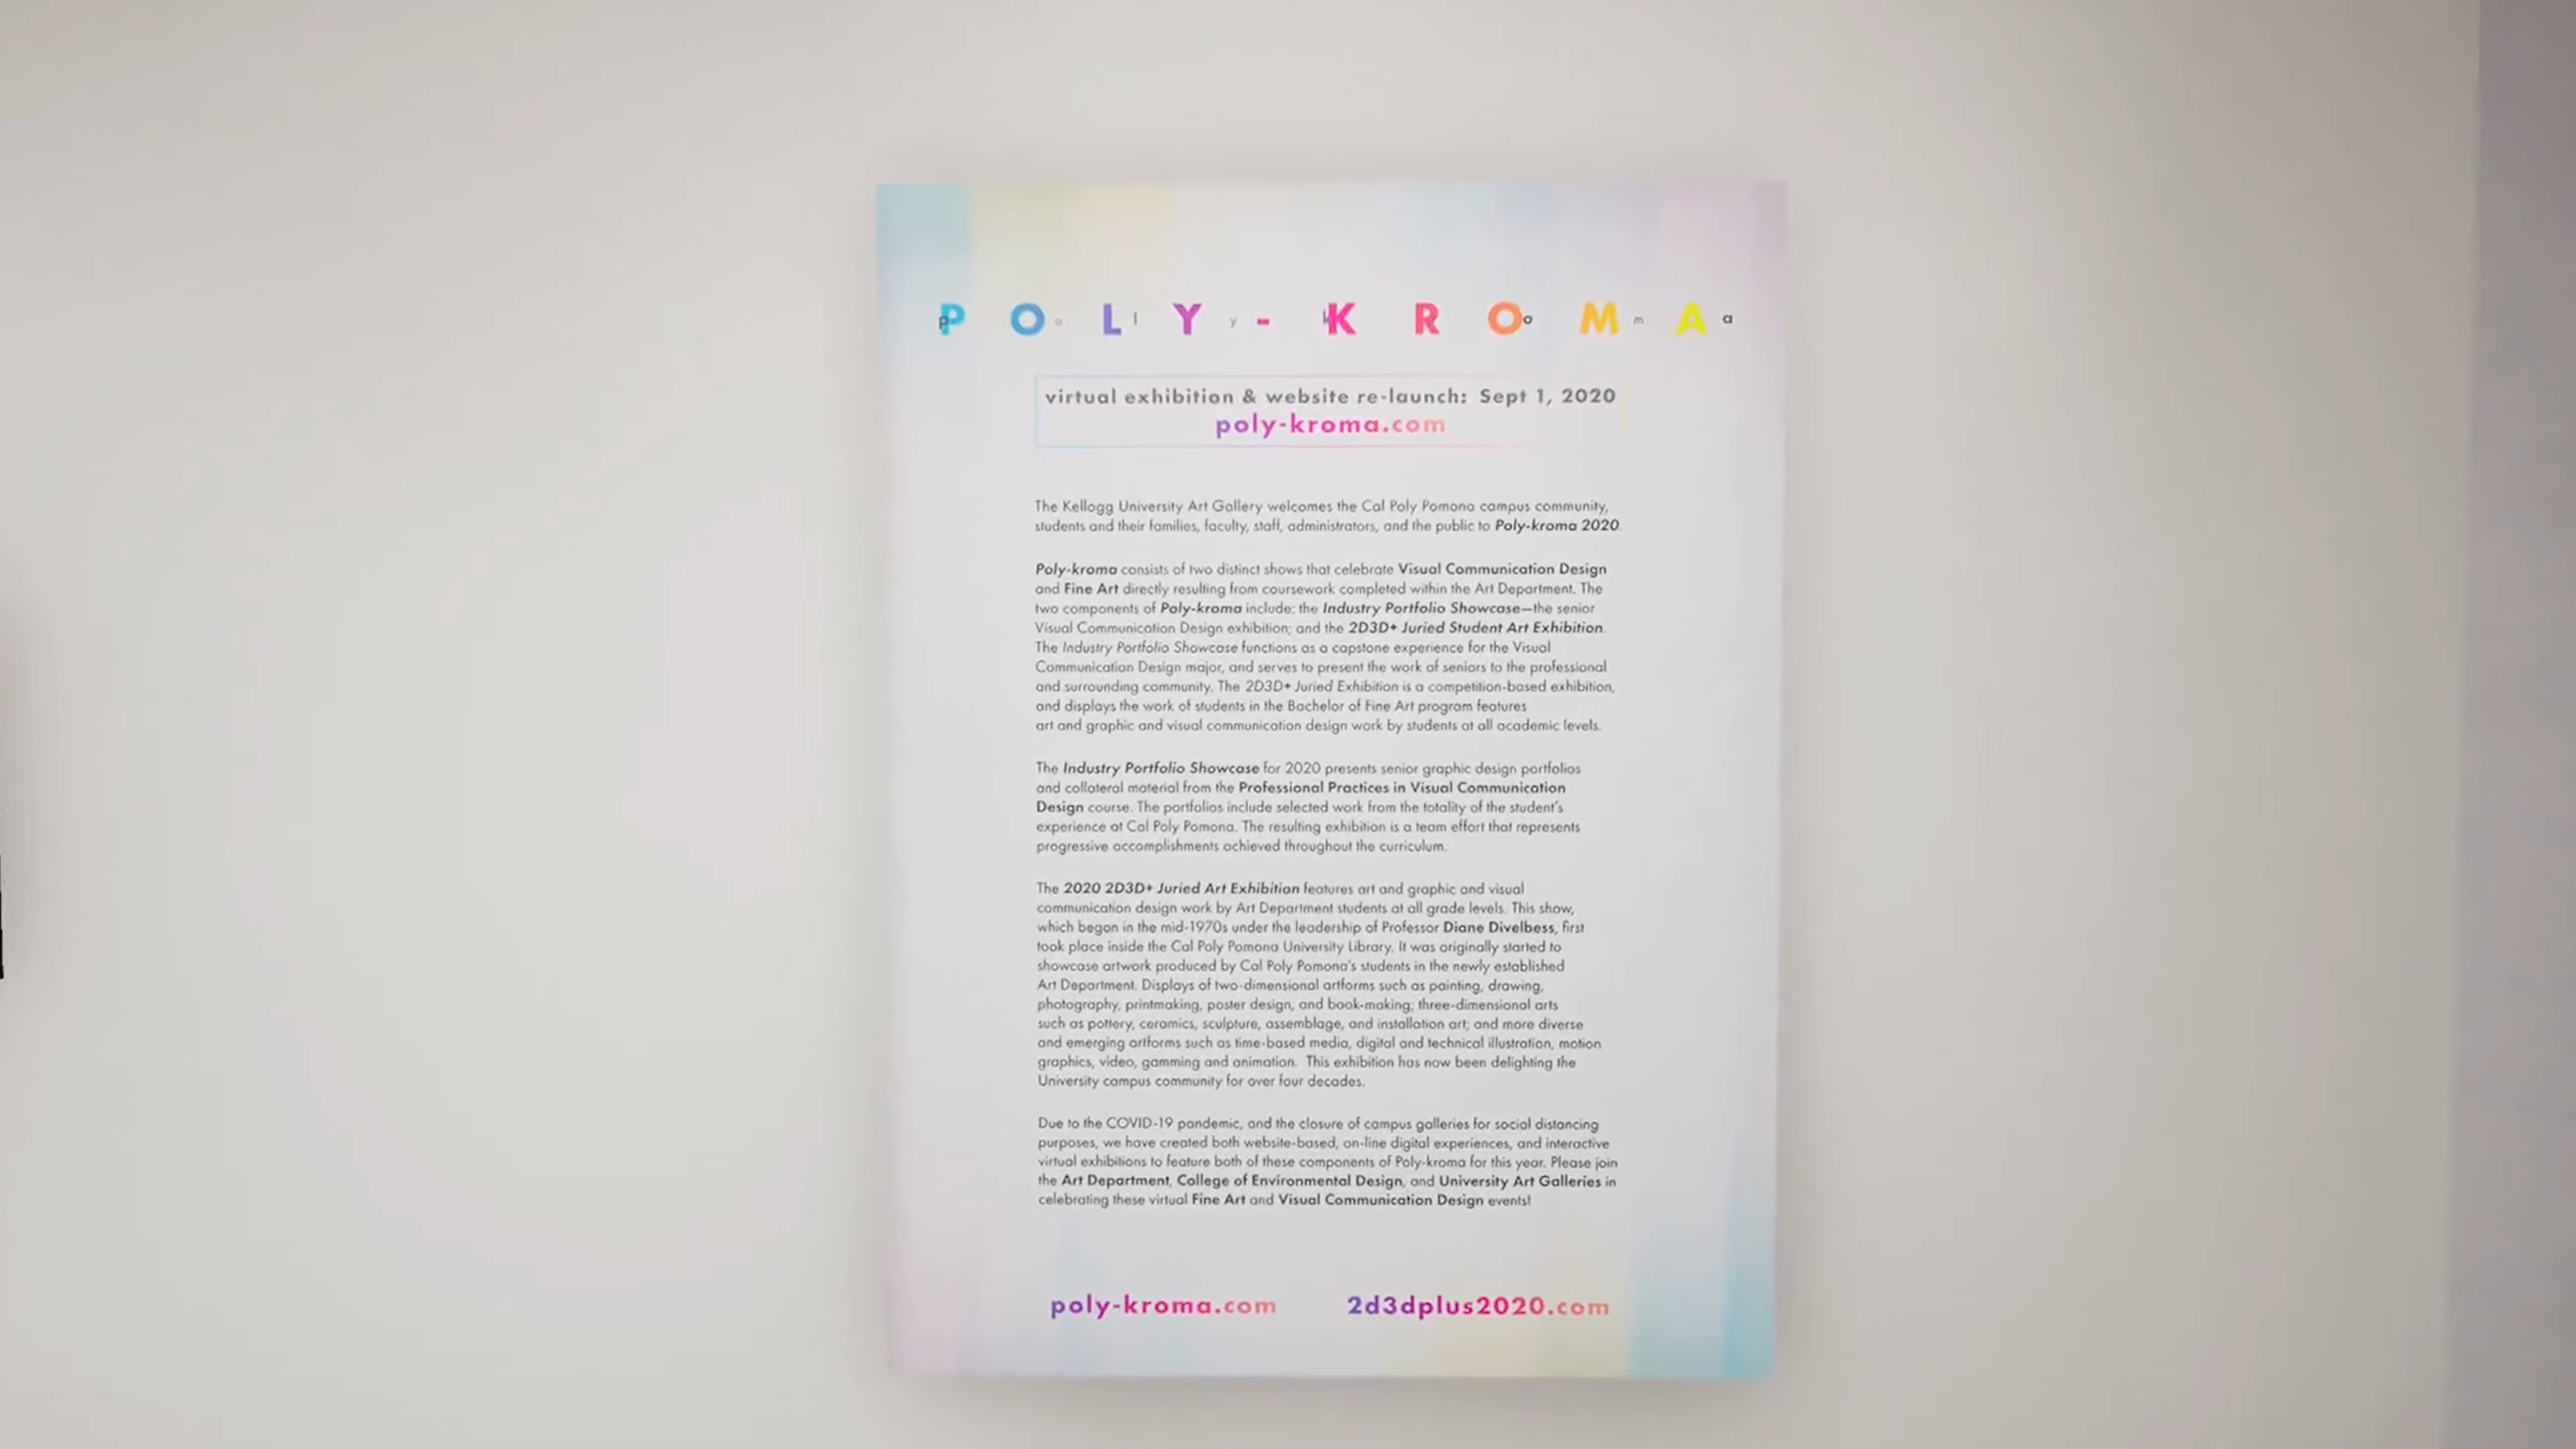 POLY-KROMA
virtual exhibition & website re-launch: Sept 1, 2020
poly-kroma.com
The Kellogg University Art Gallery welcomes the Cal Poly Pomona campus community,
students and their families, faculty, staff, administrators, and the public to Poly-kroma 2020.
Poly-kroma consists of two distinct shows that celebrate Visual Communication Design
and Fine Art directly resulting from coursework completed within the Art Department. The
two components of Poly-kroma include: the Industry Portfolio Showcase—the senior
Visual Communication Design exhibition; and the 2D3D+ Juried Student Art Exhibition.
The Industry Portfolio Showcase functions as a capstone experience for the Visual
Communication Design major, and serves to present the work of seniors to the professional
and surrounding community. The 2D3D+ Juried Exhibition is a competition-based exhibition,
and displays the work of students in the Bachelor of Fine Art program features
art and graphic and visual communication design work by students at all academic levels.
The Industry Portfolio Showcase for 2020 presents senior graphic design portfolios
and collateral material from the Professional Practices in Visual Communication
Design course. The portfolios include selected work from the totality of the student's
experience at Cal Poly Pomona. The resulting exhibition is a team effort that represents
progressive accomplishments achieved throughout the curriculum.
The 2020 2D3D+ Juried Art Exhibition features art and graphic and visual
communication design work by Art Department students at all grade levels. This show,
which began in the mid-1970s under the leadership of Professor Diane Divelbess, first
took place inside the Cal Poly Pomona University Library. It was originally started to
showcase artwork produced by Cal Poly Pomona's students in the newly established
Art Department. Displays of two-dimensional artforms such as painting, drawing,
photography, printmaking, poster design, and book-making; three-dimensional arts
such as pottery, ceramics, sculpture, assemblage, and installation art; and more diverse
and emerging artforms such as time-based media, digital and technical illustration, motion
graphics, video, gamming and animation. This exhibition has now been delighting the
University campus community for over four decades.
Due to the COVID-19 pandemic, and the closure of campus galleries for social distancing
purposes, we have created both website-based, on-line digital experiences, and interactive
virtual exhibitions to feature both of these components of Poly-kroma for this year. Please join
the Art Department, College of Environmental Design, and University Art Galleries in
celebrating these virtual Fine Art and Visual Communication Design events!
poly-kroma.com 2d3dplus2020.com